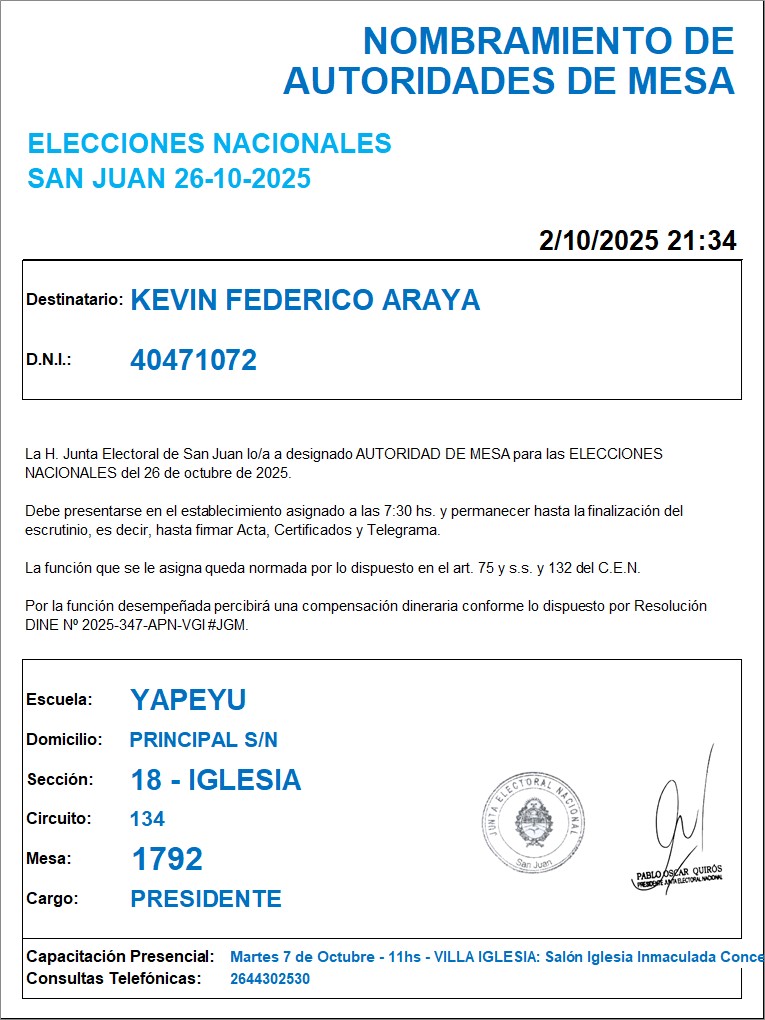 NOMBRAMIENTO DE
AUTORIDADES DE MESA
ELECCIONES NACIONALES
SAN JUAN 26-10-2025
2/10/2025 21:34
Destinatario: KEVIN FEDERICO ARAYA
D.N.I.: 40471072
La H. Junta Electoral de San Juan lo/a a designado AUTORIDAD DE MESA para las ELECCIONES
NACIONALES del 26 de octubre de 2025.
Debe presentarse en el establecimiento asignado a las 7:30 hs. y permanecer hasta la finalización del
escrutinio, es decir, hasta firmar Acta, Certificados y Telegrama.
La función que se le asigna queda normada por lo dispuesto en el art. 75 y s.s. y 132 del C.E.N.
Por la función desempeñada percibirá una compensación dineraria conforme lo dispuesto por Resolución
DINE Nº 2025-347-APN-VGI#JGM.
Escuela: YAPEYU
Domicilio: PRINCIPAL S/N
Sección: 18 - IGLESIA
Circuito: 134
Mesa: 1792
Cargo: PRESIDENTE
JUNTA ELECTORAL NACIONAL
San Juan
PABLO OSCAR QUIRÓS
PRESIDENTE JUNTA ELECTORAL NACIONAL
Capacitación Presencial: Martes 7 de Octubre - 11hs - VILLA IGLESIA: Salón Iglesia Inmaculada Conce
Consultas Telefónicas: 2644302530